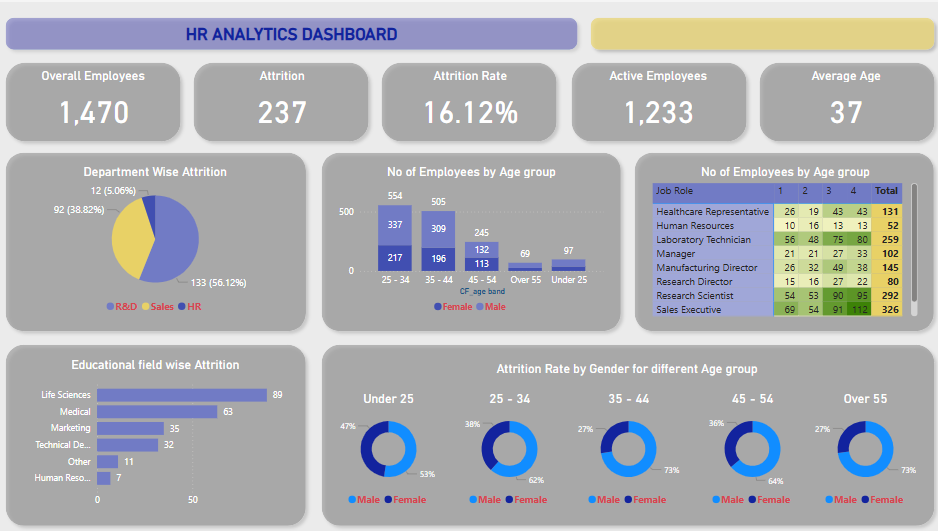 HR ANALYTICS DASHBOARD
Overall Employees
1,470
Attrition
237
Attrition Rate
16.12%
Active Employees
1,233
Average Age
37
Department Wise Attrition
12 (5.06%)
92 (38.82%)
133 (56.12%)
R&D Sales HR
No of Employees by Age group
500
0
554
337
217
505
309
196
245
132
113
69
97
25 - 34 35 - 44 45 - 54 Over 55 Under 25
CF_age band
Female Male
No of Employees by Age group
Job Role 1 2 3 4 Total
Healthcare Representative 26 19 43 43 131
Human Resources 10 16 13 13 52
Laboratory Technician 56 48 75 80 259
Manager 21 21 27 33 102
Manufacturing Director 26 32 49 38 145
Research Director 15 16 27 22 80
Research Scientist 54 53 90 95 292
Sales Executive 69 54 91 112 326
Educational field wise Attrition
Life Sciences 89
Medical 63
Marketing 35
Technical De... 32
Other 11
Human Reso... 7
0 50
Attrition Rate by Gender for different Age group
Under 25
47%
53%
Male Female
25 - 34
38%
62%
Male Female
35 - 44
27%
73%
Male Female
45 - 54
36%
64%
Male Female
Over 55
27%
73%
Male Female